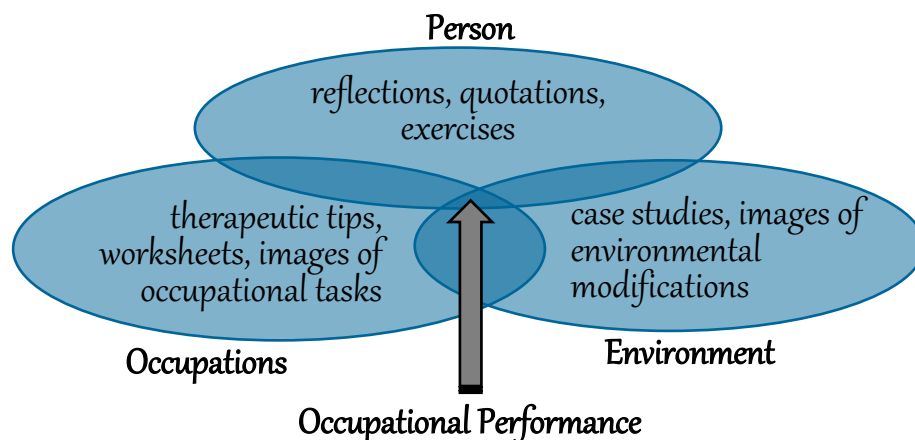 Person
reflections, quotations,
exercises
therapeutic tips,
worksheets, images of
occupational tasks
case studies, images of
environmental
modifications
Occupations
Environment
Occupational Performance